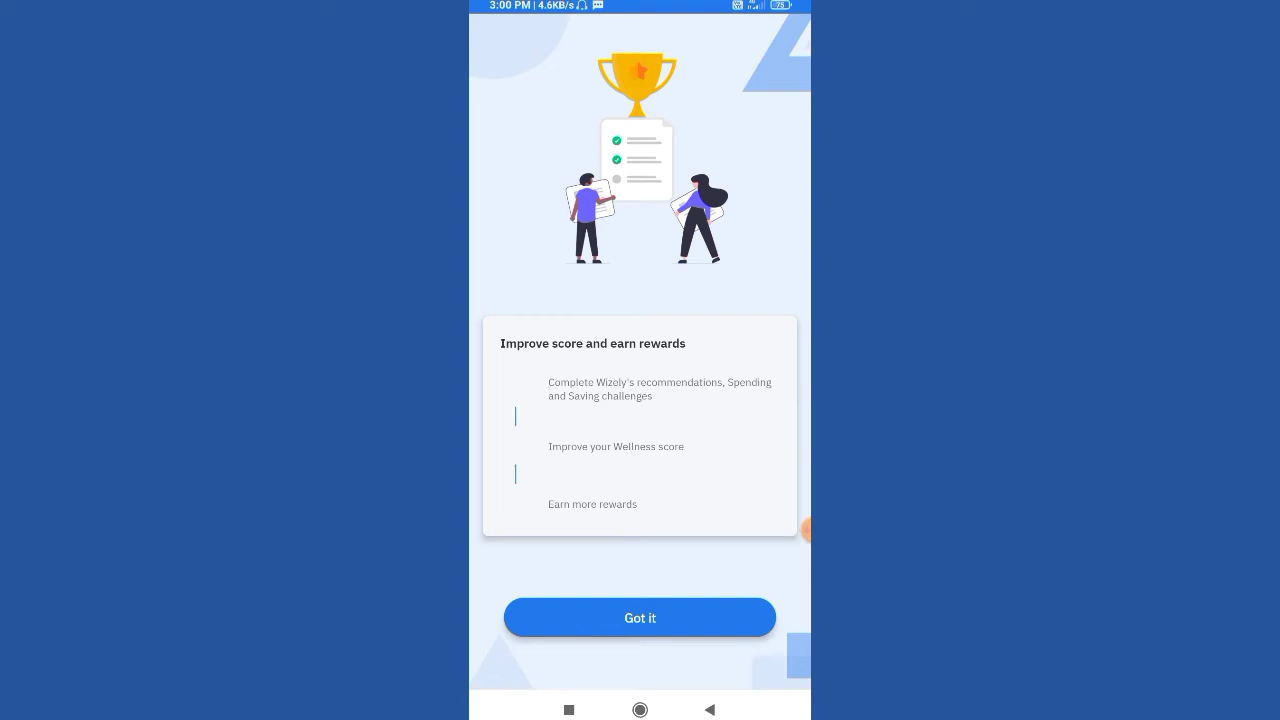 3:00 PM | 4.6KB/s
75
Improve score and earn rewards
Complete Wizely's recommendations, Spending
and Saving challenges
Improve your Wellness score
Earn more rewards
Got it